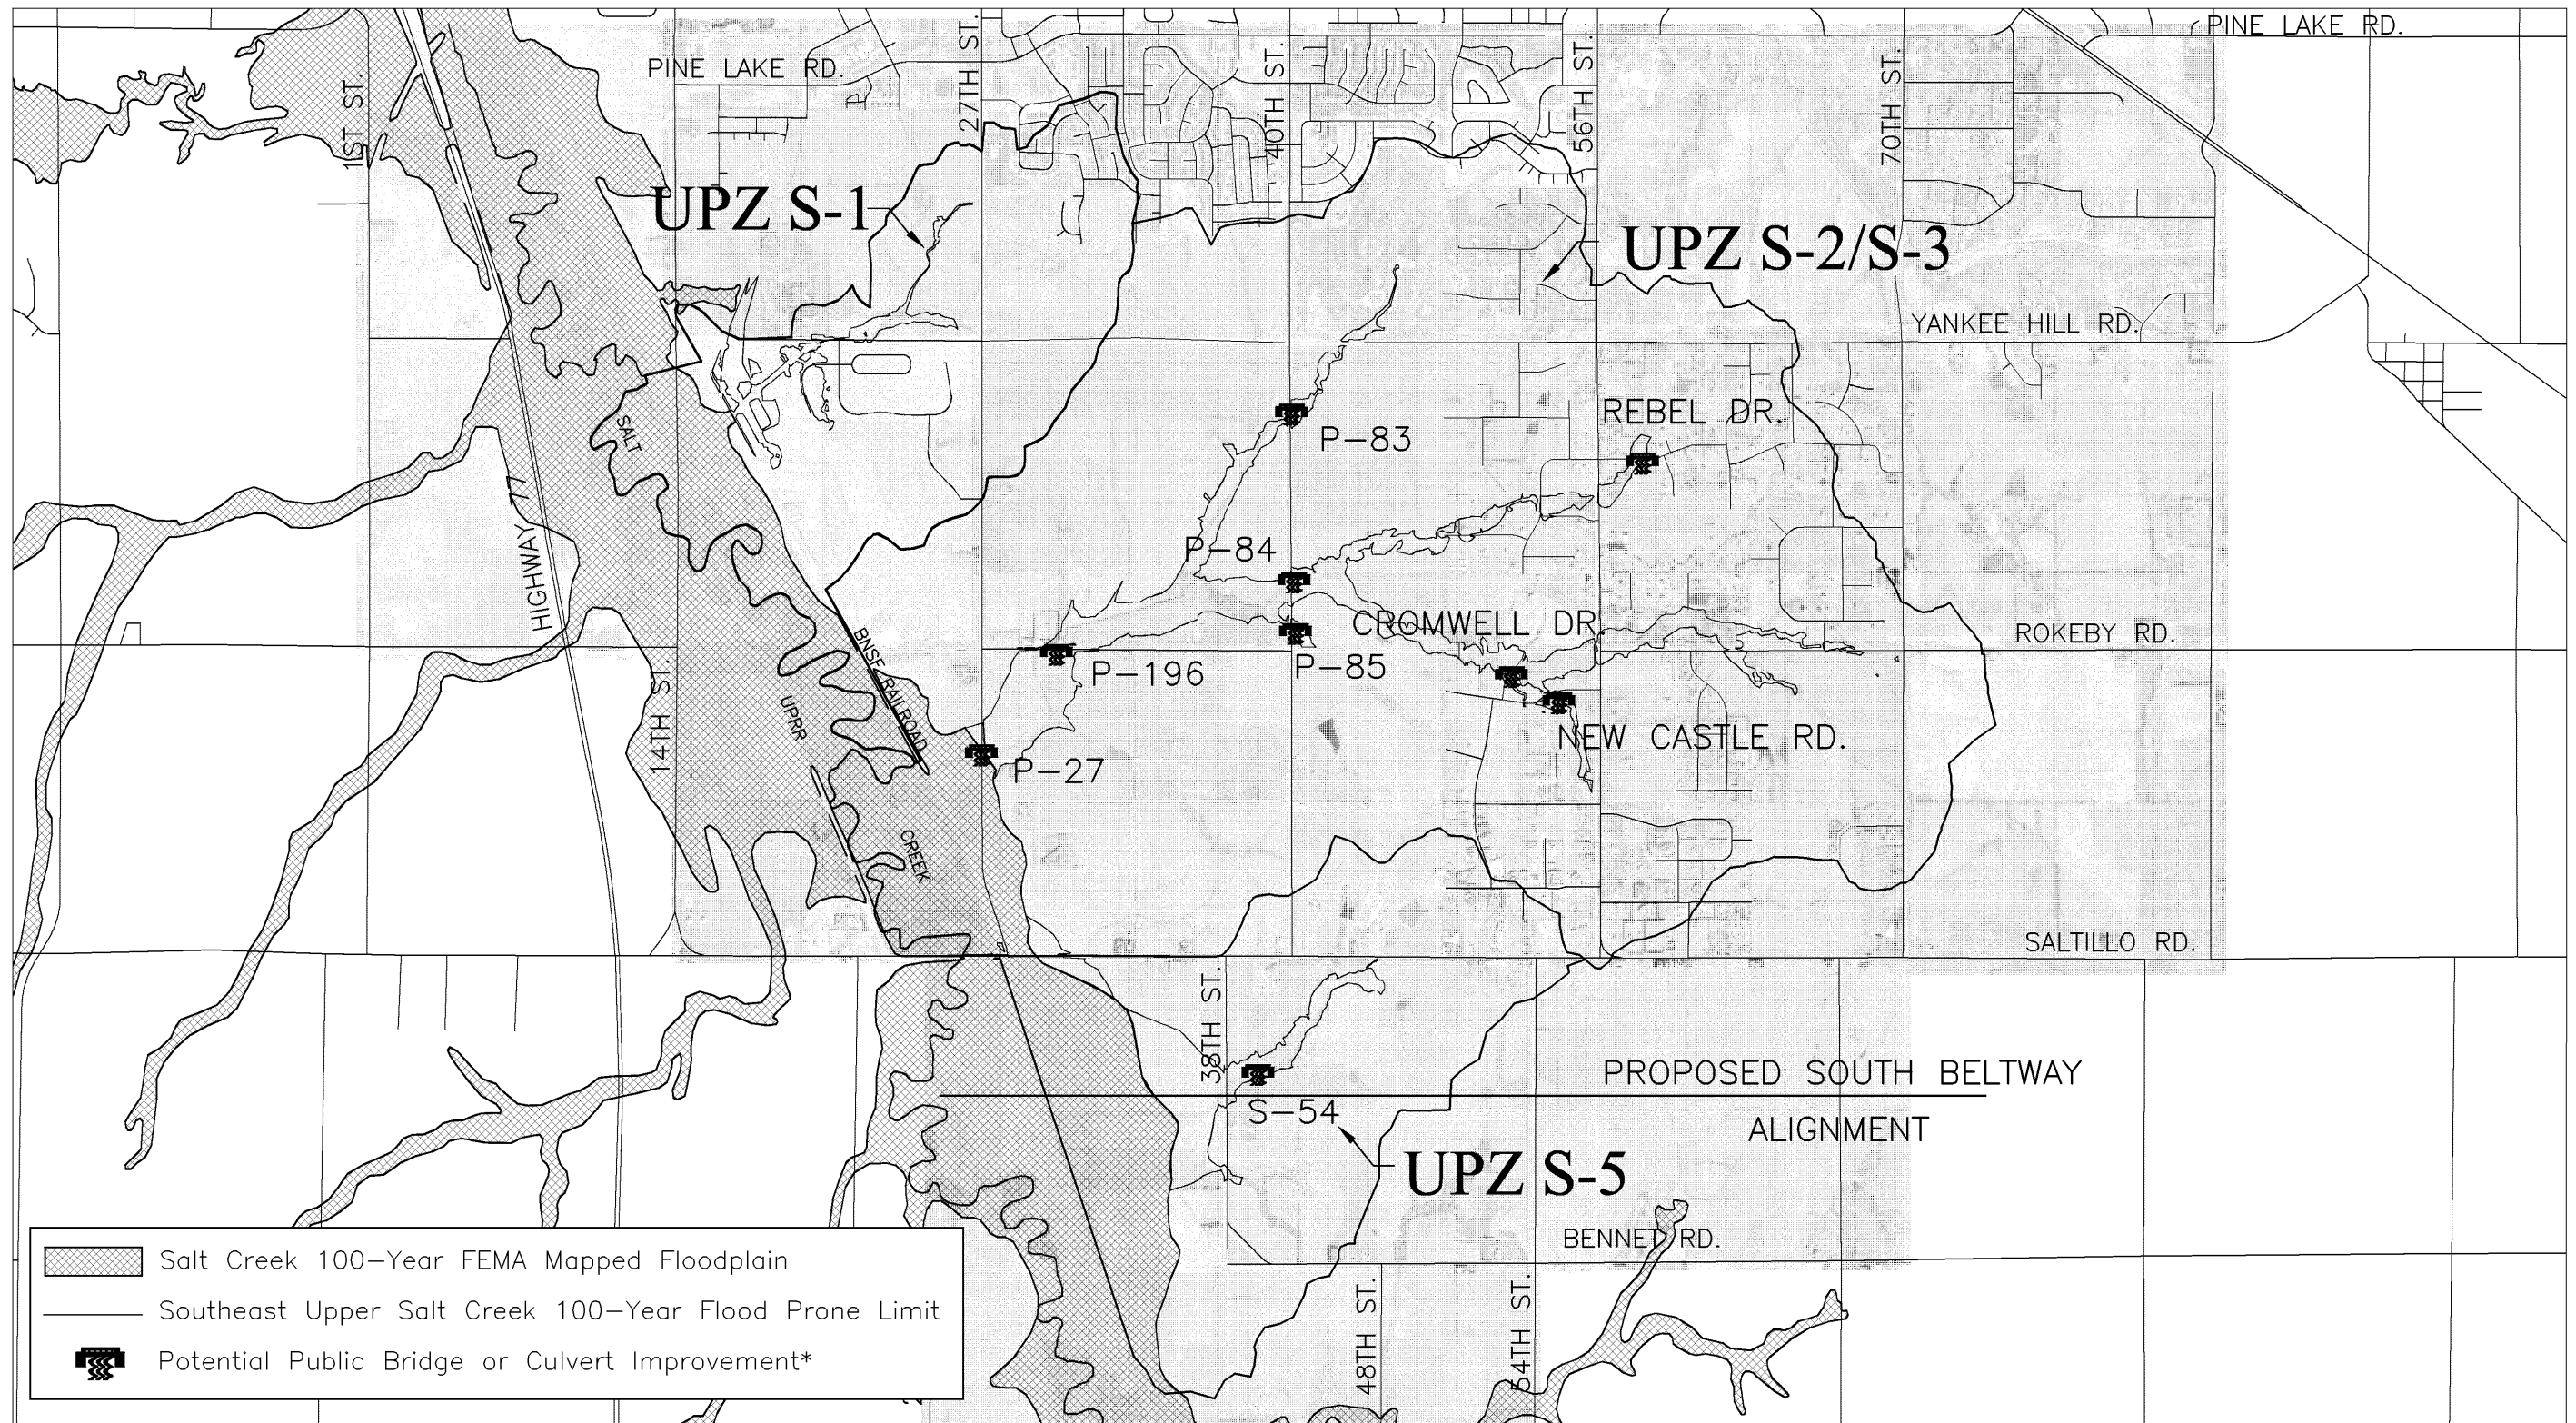 PINE LAKE RD.
PINE LAKE RD.
1ST ST.
27TH ST.
40TH ST.
56TH ST.
70TH ST.
UPZ S-1
UPZ S-2/S-3
YANKEE HILL RD.
SALT
REBEL DR.
P-83
HIGHWAY 77
P-84
CROMWELL DR
ROKEBY RD.
BNSF RAILROAD
P-85
P-196
14TH ST.
UPRR
NEW CASTLE RD.
P-27
CREEK
SALTILLO RD.
38TH ST.
PROPOSED SOUTH BELTWAY
ALIGNMENT
S-54
UPZ S-5
BENNET RD.
48TH ST.
54TH ST.
Salt Creek 100-Year FEMA Mapped Floodplain
Southeast Upper Salt Creek 100-Year Flood Prone Limit
Potential Public Bridge or Culvert Improvement*